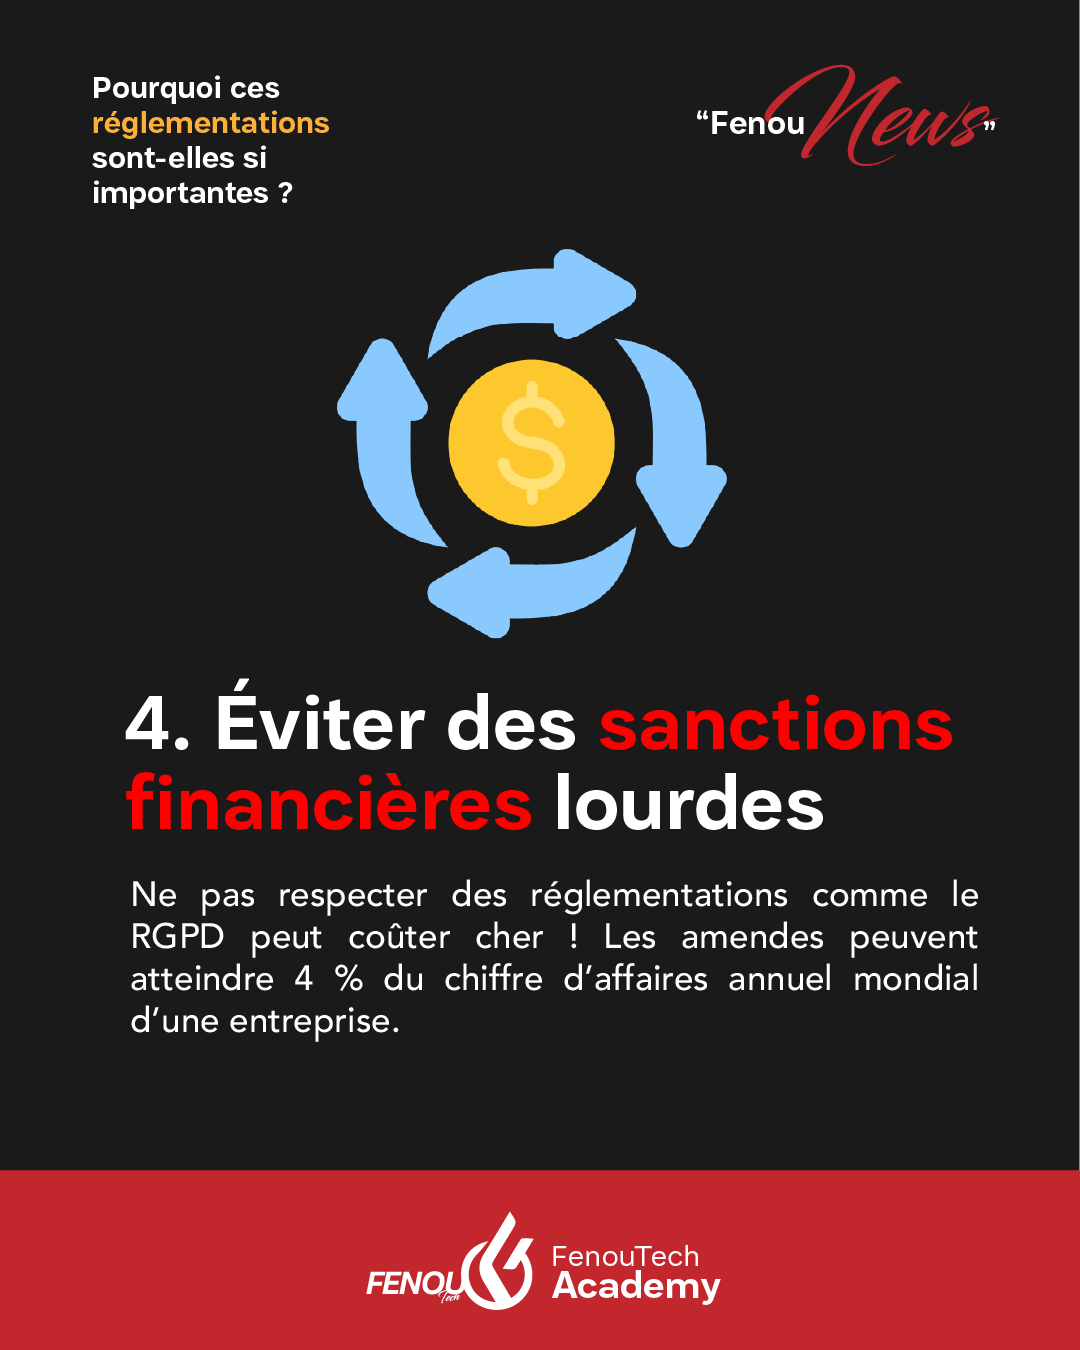 Pourquoi ces
réglementations
sont-elles si
importantes ?
“Fenou News”
$
4. Éviter des sanctions
financières lourdes
Ne pas respecter des réglementations comme le
RGPD peut coûter cher ! Les amendes peuvent
atteindre 4 % du chiffre d’affaires annuel mondial
d’une entreprise.
FENOU
Tech
FenouTech
Academy